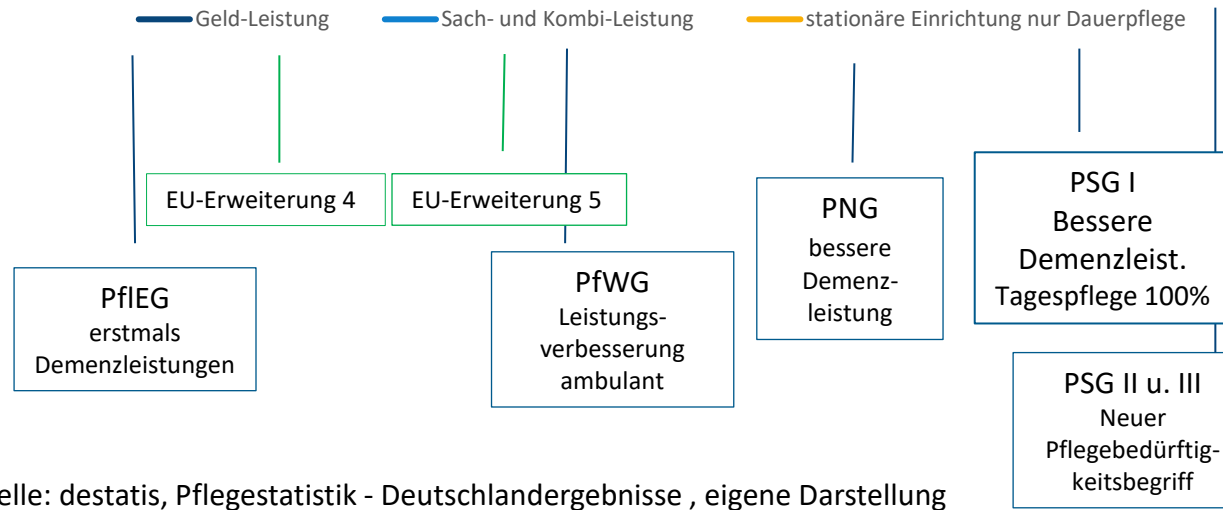 Geld-Leistung
Sach- und Kombi-Leistung
stationäre Einrichtung nur Dauerpflege
EU-Erweiterung 4
EU-Erweiterung 5
PflEG
erstmals
Demenzleistungen
PfWG
Leistungs-
verbesserung
ambulant
PNG
bessere
Demenz-
leistung
PSG I
Bessere
Demenzleist.
Tagespflege 100%
PSG II u. III
Neuer
Pflegebedürftig-
keitsbegriff
elle: destatis, Pflegestatistik - Deutschlandergebnisse , eigene Darstellung